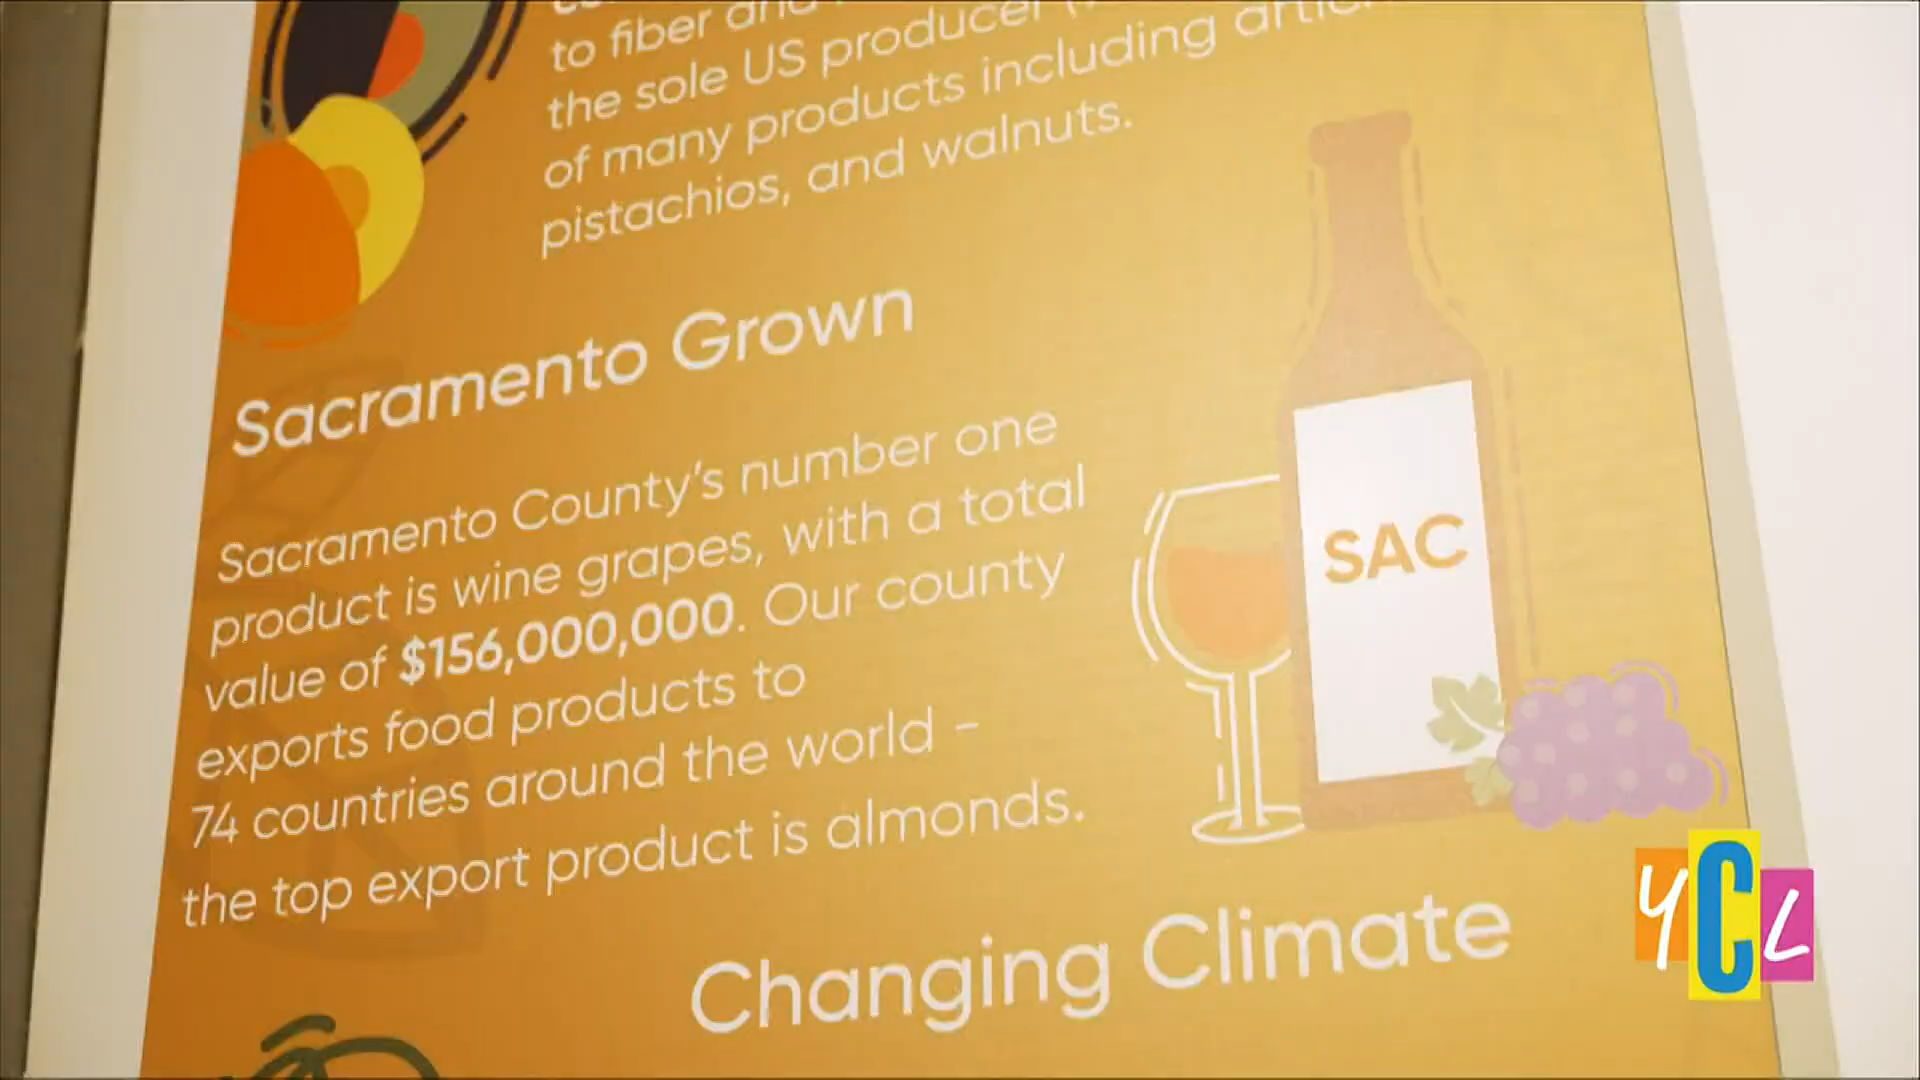 to fiber and
the sole US producer
of many products including
pistachios, and walnuts.
Sacramento Grown
Sacramento County's number one
product is wine grapes, with a total
value of $156,000,000. Our county
exports food products to
74 countries around the world –
the top export product is almonds.
SAC
Changing Climate
YCL